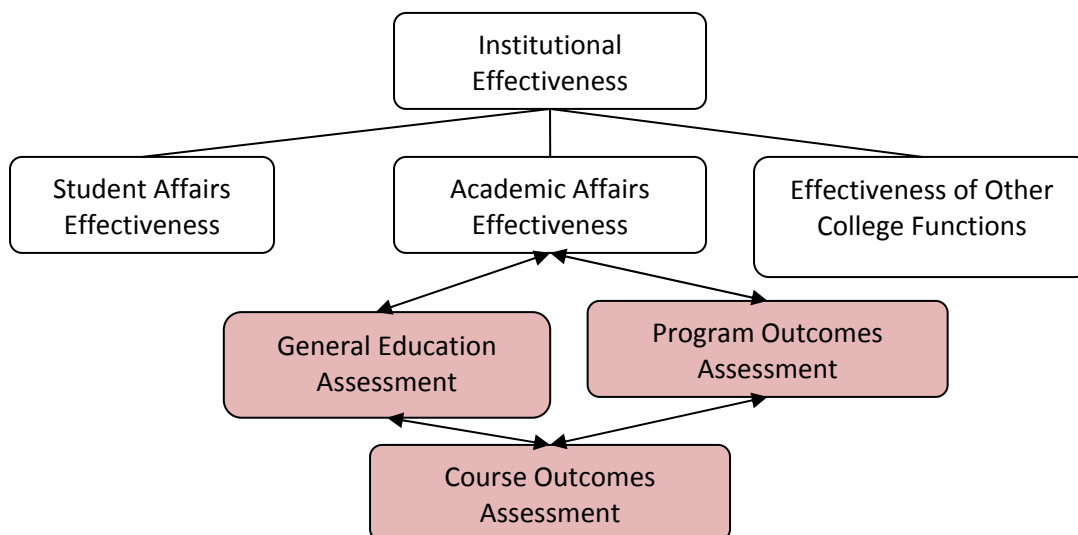 Institutional
Effectiveness
Student Affairs
Effectiveness
Academic Affairs
Effectiveness
Effectiveness of Other
College Functions
General Education
Assessment
Program Outcomes
Assessment
Course Outcomes
Assessment